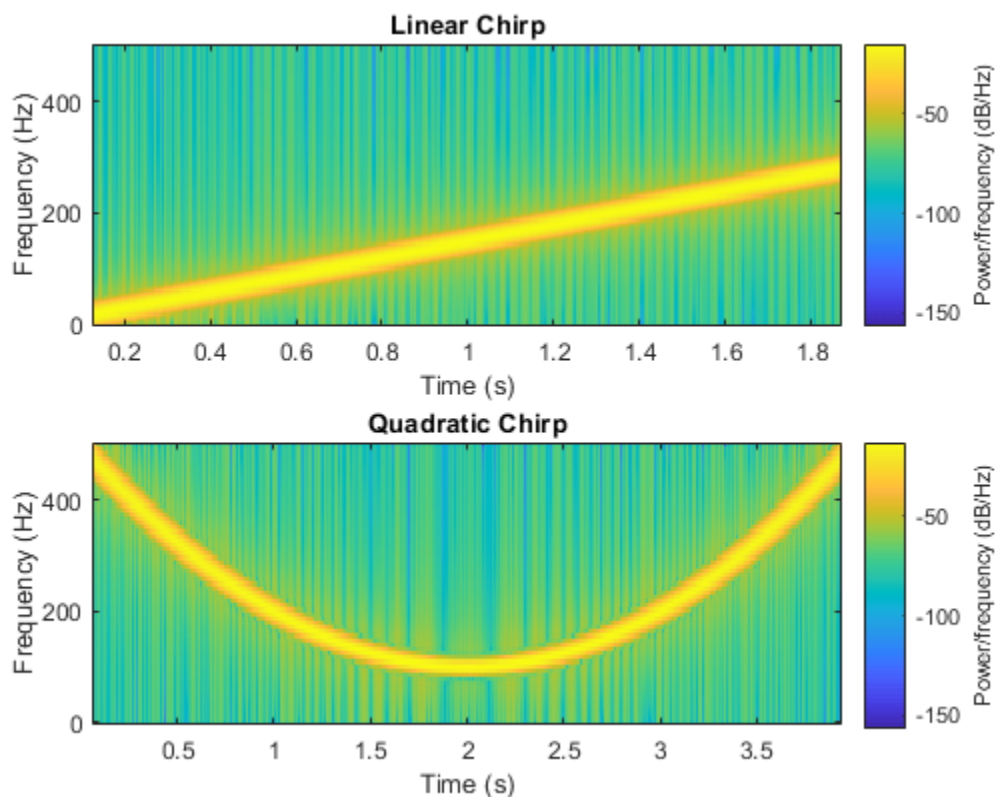 Linear Chirp
Frequency (Hz)
400
200
0
0.2 0.4 0.6 0.8 1 1.2 1.4 1.6 1.8
Time (s)
-50
-100
-150
Power/frequency (dB/Hz)
Quadratic Chirp
Frequency (Hz)
400
200
0
0.5 1 1.5 2 2.5 3 3.5
Time (s)
-50
-100
-150
Power/frequency (dB/Hz)